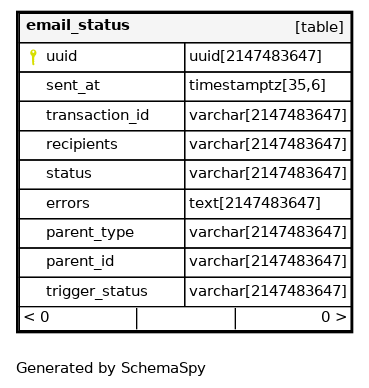 email_status [table]
uuid uuid[2147483647]
sent_at timestamptz[35,6]
transaction_id varchar[2147483647]
recipients varchar[2147483647]
status varchar[2147483647]
errors text[2147483647]
parent_type varchar[2147483647]
parent_id varchar[2147483647]
trigger_status varchar[2147483647]
< 0 0 >
Generated by SchemaSpy